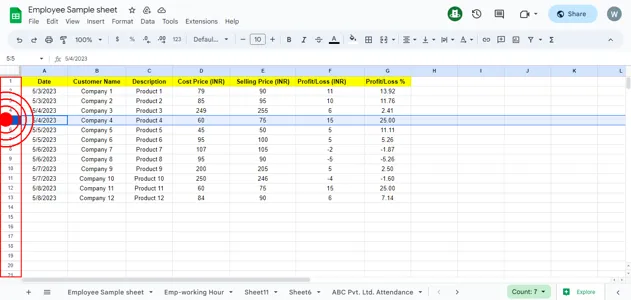 Employee Sample sheet
File Edit View Insert Format Data Tools Extensions
Share
W
100% $ % .0 .00 123 Defaul... − 10 + B I S A
5:5 fx 5/4/2023
A B C D E F G H I J K L
1 Date Customer Name Description Cost Price (INR) Selling Price (INR) Profit/Loss (INR) Profit/Loss %
2 5/3/2023 Company 1 Product 1 79 90 11 13.92
5/3/2023 Company 2 Product 2 85 95 10 11.76
5/4/2023 Company 3 Product 3 249 255 6 2.41
5/4/2023 Company 4 Product 4 60 75 15 25.00
5/5/2023 Company 5 Product 5 45 50 5 11.11
5/5/2023 Company 6 Product 6 95 100 5 5.26
8 5/6/2023 Company 7 Product 7 107 105 -2 -1.87
9 5/6/2023 Company 8 Product 8 95 90 -5 -5.26
10 5/7/2023 Company 9 Product 9 200 205 5 2.50
11 5/7/2023 Company 10 Product 10 250 246 -4 -1.60
12 5/8/2023 Company 11 Product 11 60 75 15 25.00
13 5/8/2023 Company 12 Product 12 84 90 6 7.14
14
15
16
17
18
19
20
21
Employee Sample sheet Emp-working Hour Sheet11 Sheet6 ABC Pvt. Ltd. Attendance Count: 7 Explore